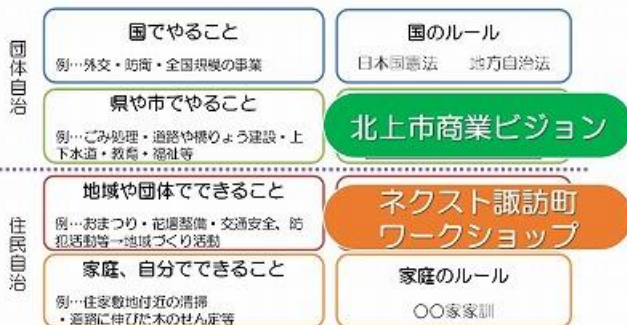 団体自治
国でやること
例…外交・防衛・全国規模の事業
国のルール
日本国憲法 地方自治法
県や市でやること
例…ごみ処理・道路や橋りょう建設・上
下水道・教育・福祉等
北上市商業ビジョン
住民自治
地域や団体でできること
例…おまつり・花壇整備・交通安全、防
犯活動等→地域づくり活動
ネクスト諏訪町
ワークショップ
家庭、自分でできること
例…住家敷地付近の清掃
・道路に伸びた木のせん定等
家庭のルール
〇〇家家訓